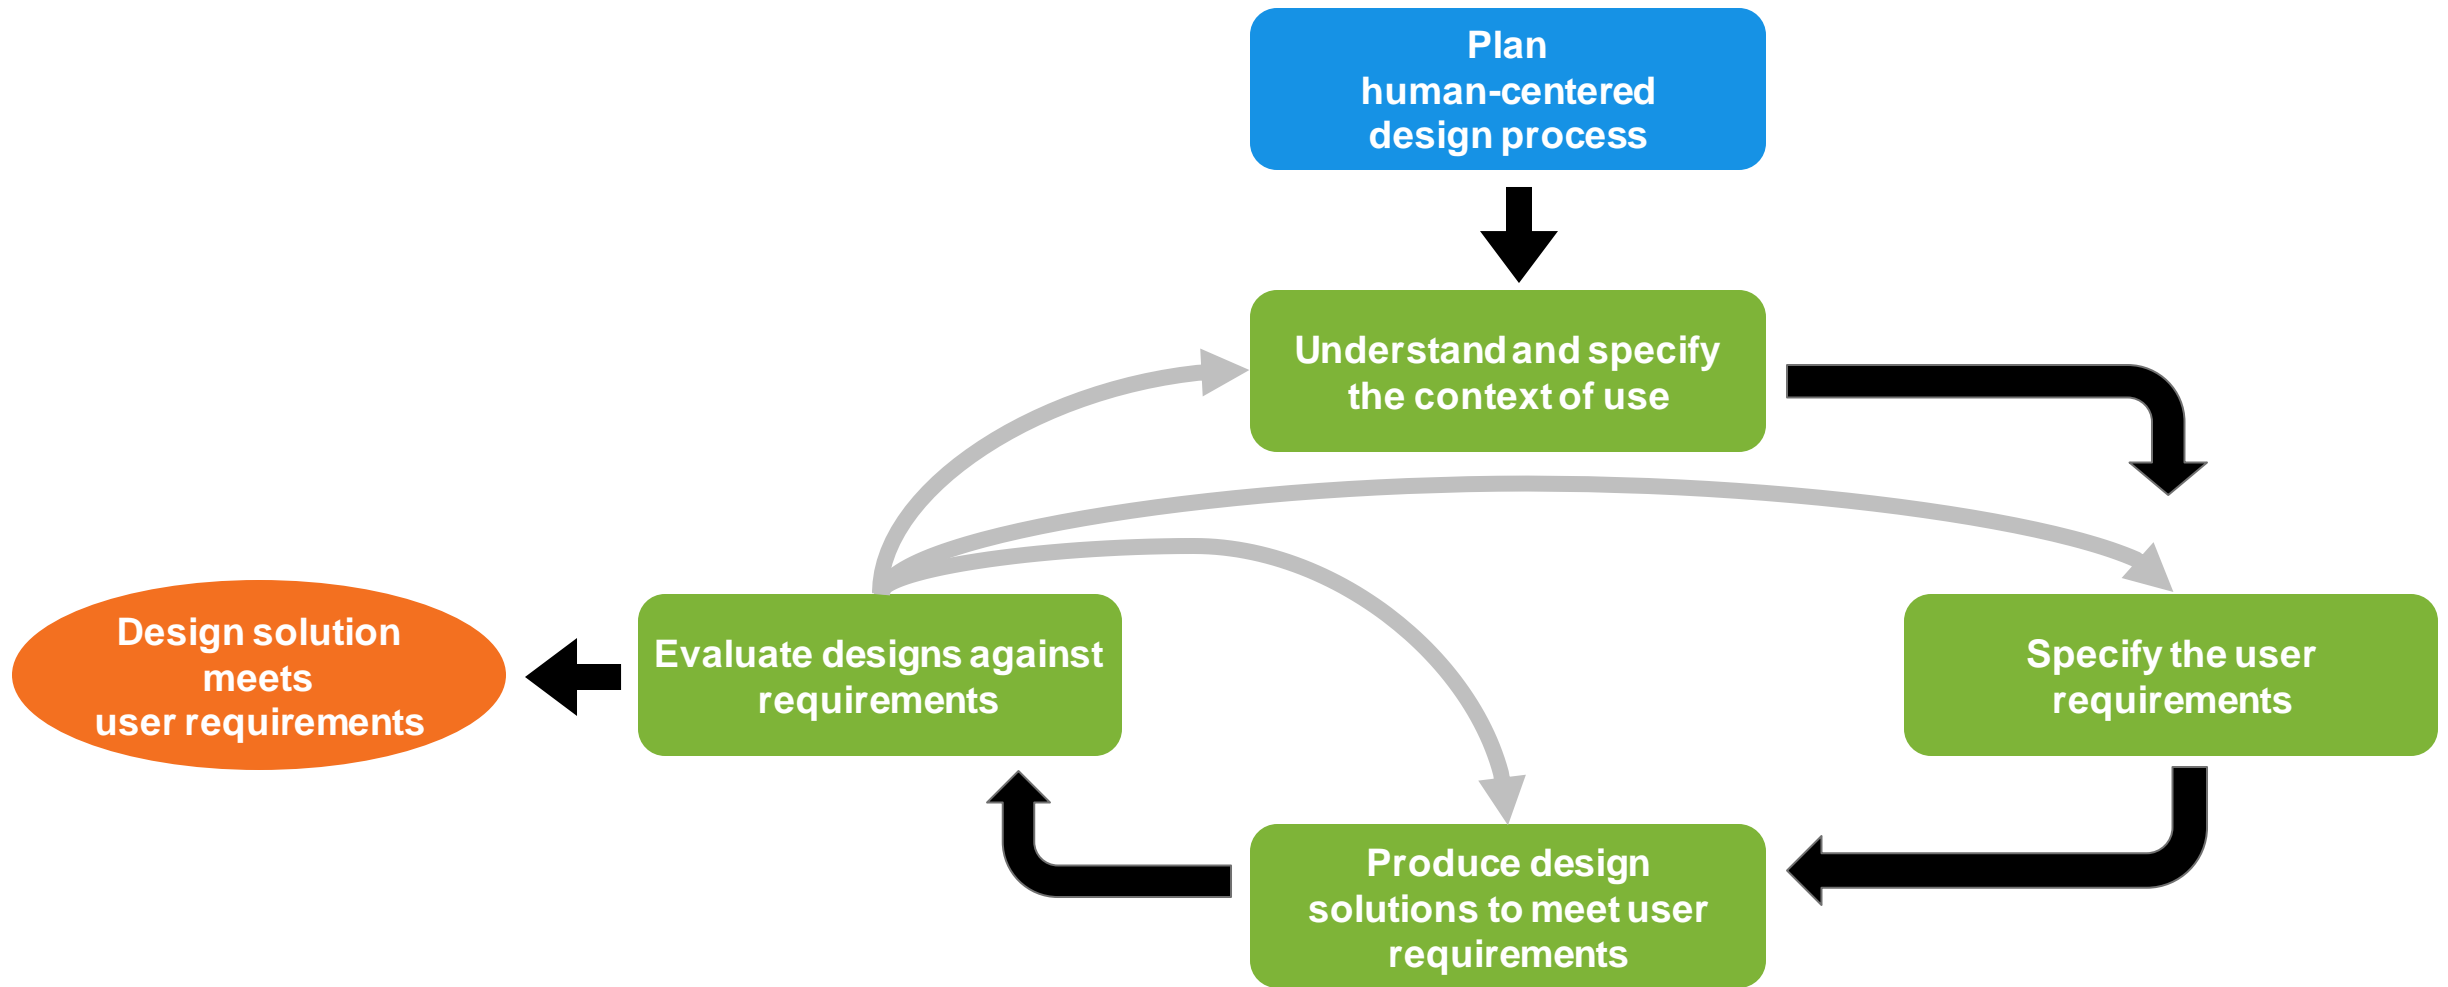 Plan
human-centered
design process
Understand and specify
the context of use
Design solution
meets
user requirements
Evaluate designs against
requirements
Specify the user
requirements
Produce design
solutions to meet user
requirements